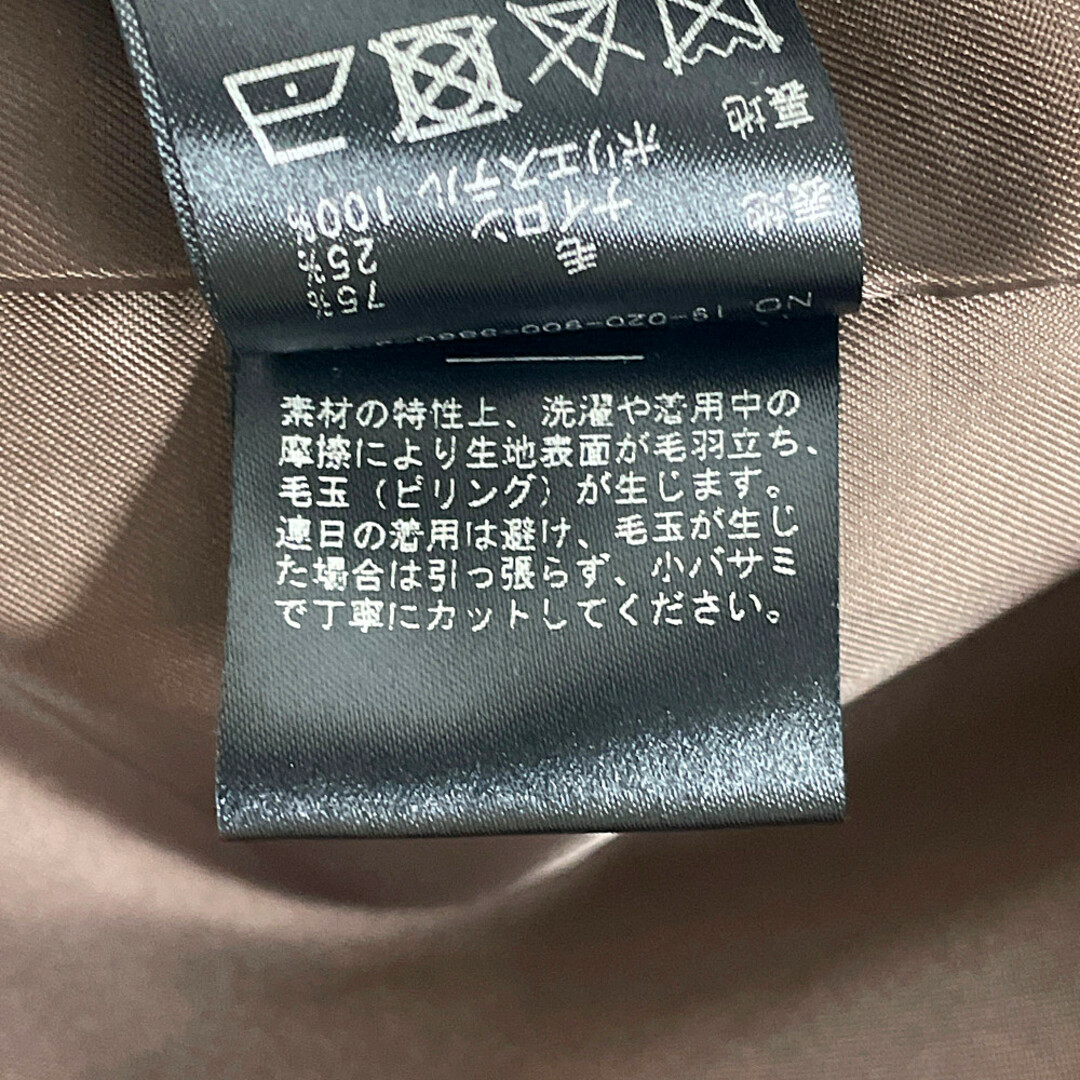 NO. 19-020-900-
表地 毛 75%
ナイロン 25%
裏地 ポリエステル 100%
素材の特性上、洗濯や着用中の
摩擦により生地表面が毛羽立ち、
毛玉(ピリング)が生じます。
連日の着用は避け、毛玉が生じ
た場合は引っ張らず、小バサミ
で丁寧にカットしてください。